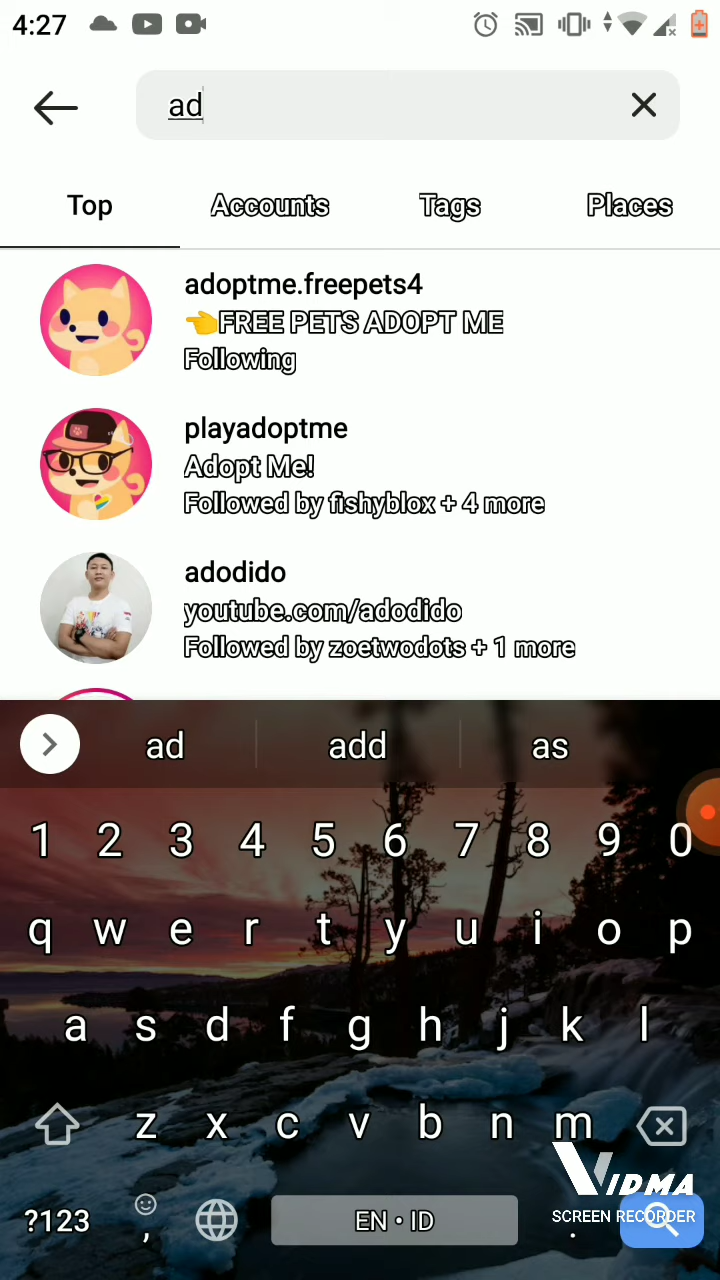 4:27
ad
Top Accounts Tags Places
adoptme.freepets4
👈FREE PETS ADOPT ME
Following
playadoptme
Adopt Me!
Followed by fishyblox + 4 more
adodido
youtube.com/adodido
Followed by zoetwodots + 1 more
ad add as
1 2 3 4 5 6 7 8 9 0
q w e r t y u i o p
a s d f g h j k l
z x c v b n m
VIDMA
SCREEN RECORDER
?123 , EN • ID .